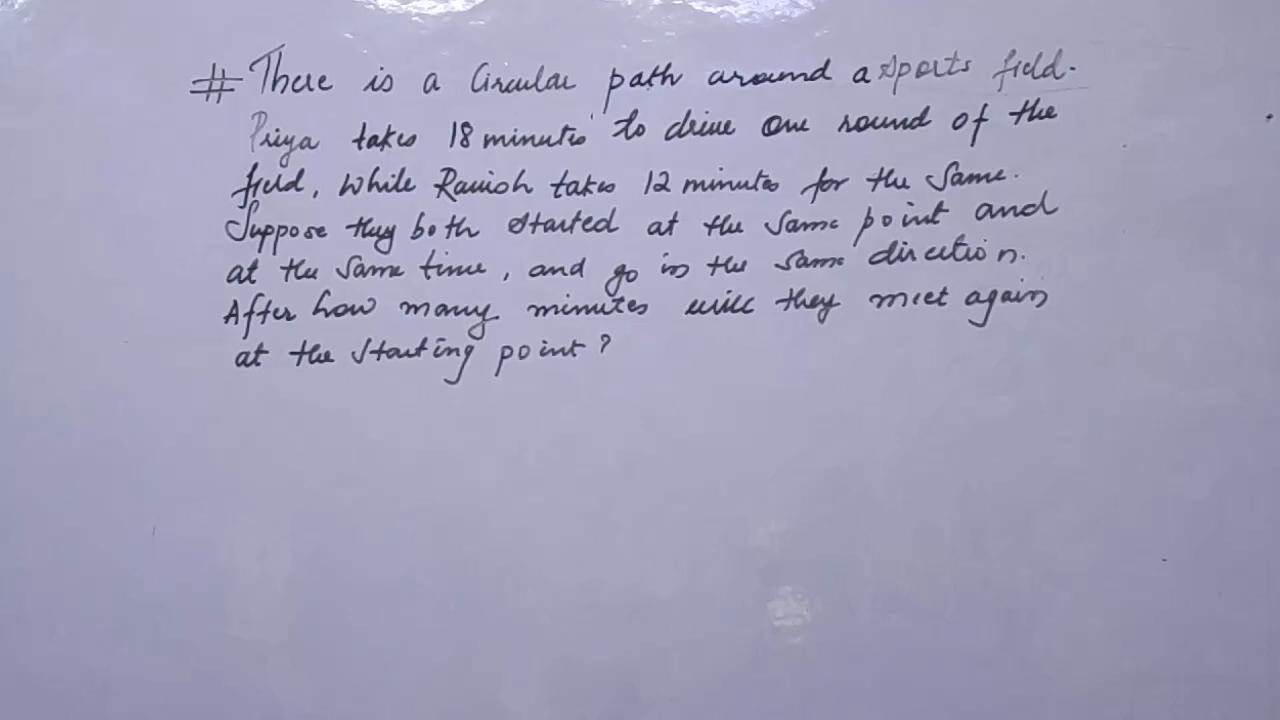 # There is a Circular path around a sports field.
Priya takes 18 minutes to drive one round of the
field, While Ravish takes 12 minutes for the Same.
Suppose they both started at the same point and
at the same time, and go in the same direction.
After how many minutes will they meet again
at the starting point?